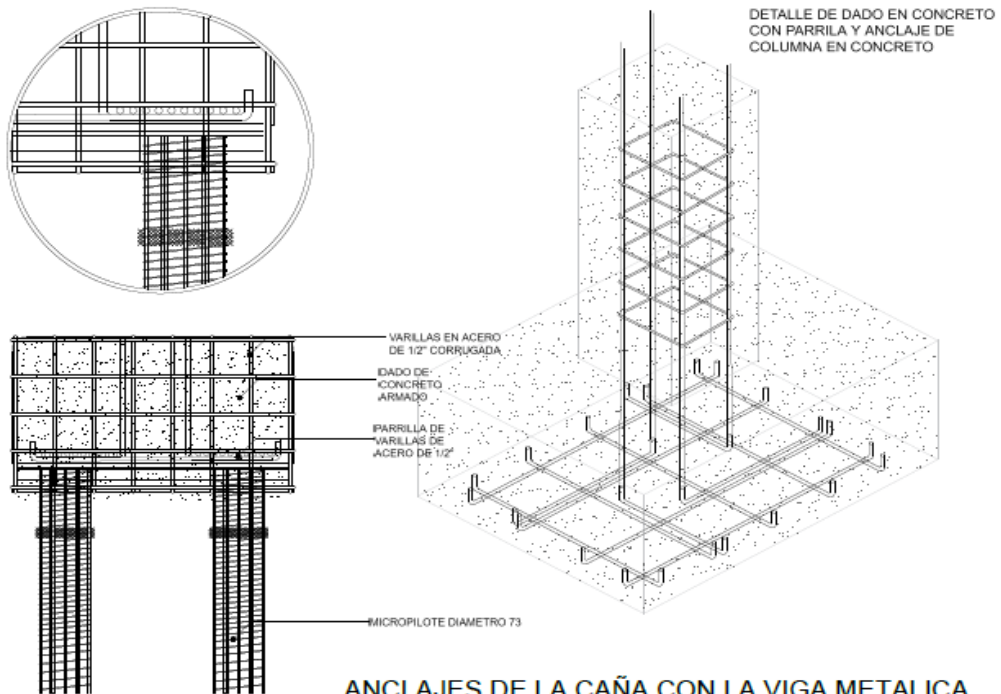 DETALLE DE DADO EN CONCRETO
CON PARRILA Y ANCLAJE DE
COLUMNA EN CONCRETO
VARILLAS EN ACERO
DE 1/2" CORRUGADA
DADO DE
CONCRETO
ARMADO
PARRILLA DE
VARILLAS DE
ACERO DE 1/2"
MICROPILOTE DIAMETRO 73
ANCLAJES DE LA CAÑA CON LA VIGA METALICA